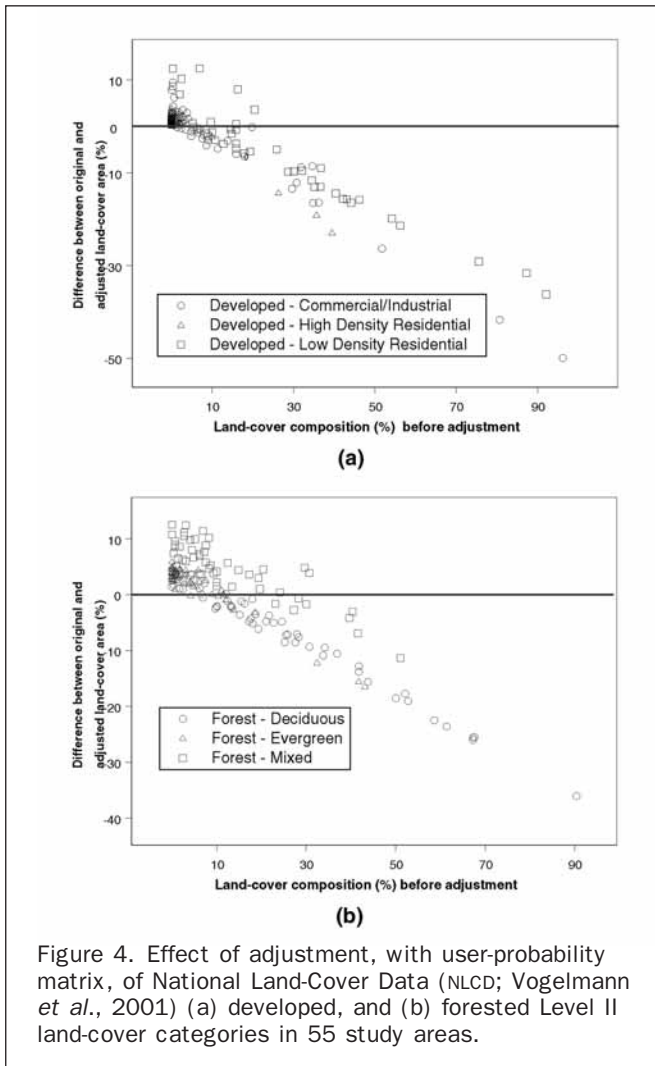 Difference between original and
adjusted land-cover area (%)
10
0
-10
-30
-50
Developed - Commercial/Industrial
Developed - High Density Residential
Developed - Low Density Residential
10 30 50 70 90
Land-cover composition (%) before adjustment
(a)
Difference between original and
adjusted land-cover area (%)
10
0
10
-20
-30
-40
Forest - Deciduous
Forest - Evergreen
Forest - Mixed
10 30 50 70 90
Land-cover composition (%) before adjustment
(b)
Figure 4. Effect of adjustment, with user-probability
matrix, of National Land-Cover Data (NLCD; Vogelmann
et al., 2001) (a) developed, and (b) forested Level II
land-cover categories in 55 study areas.